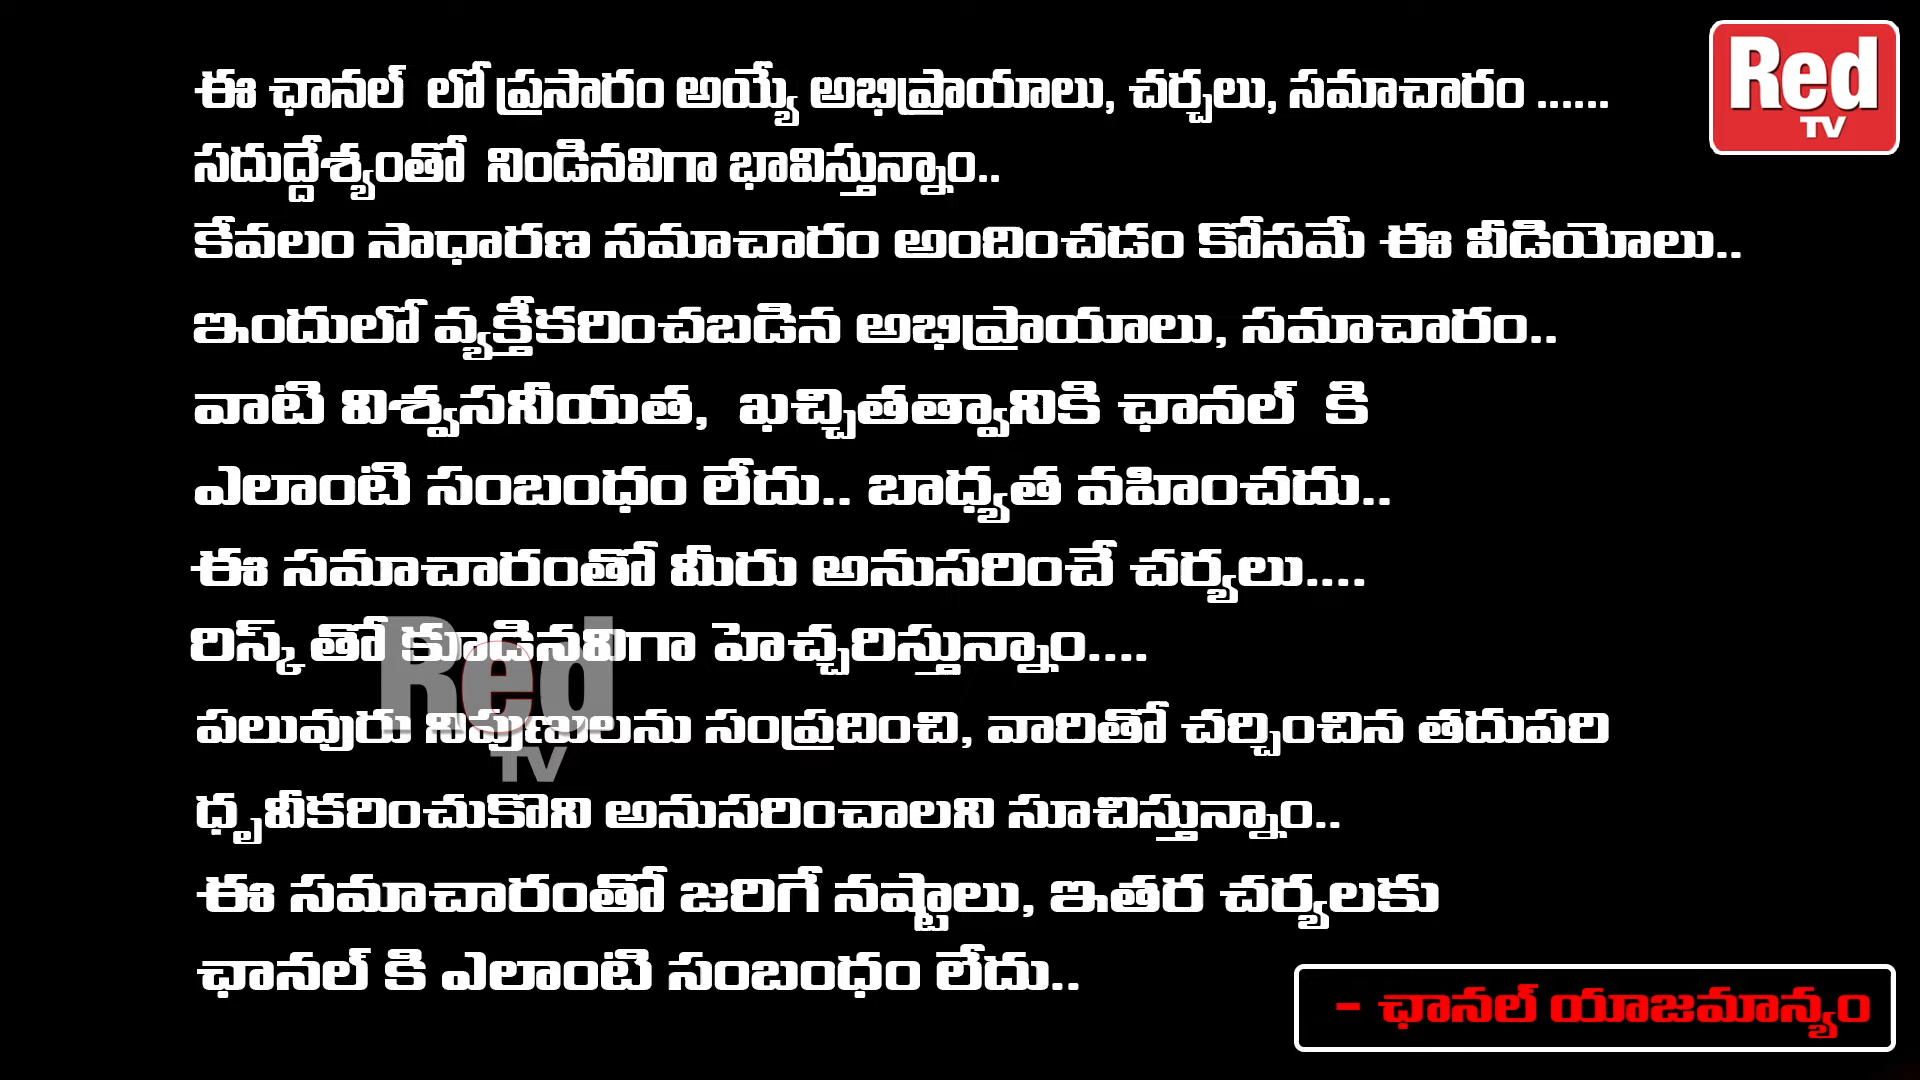 ఈ ఛానల్ లో ప్రసారం అయ్యే అభిప్రాయాలు, చర్చలు, సమాచారం ......
Red
TV
సదుద్దేశ్యంతో నిండినవిగా భావిస్తున్నాం..
కేవలం సాధారణ సమాచారం అందించడం కోసమే ఈ వీడియోలు..
ఇందులో వ్యక్తీకరించబడిన అభిప్రాయాలు, సమాచారం..
వాటి విశ్వసనీయత, ఖచ్చితత్వానికి ఛానల్ కి
ఎలాంటి సంబంధం లేదు.. బాధ్యత వహించదు..
ఈ సమాచారంతో మీరు అనుసరించే చర్యలు....
రిస్క్ తో కూడినవిగా హెచ్చరిస్తున్నాం....
Red
TV
పలువురు నిపుణులను సంప్రదించి, వారితో చర్చించిన తదుపరి
ధృవీకరించుకొని అనుసరించాలని సూచిస్తున్నాం..
ఈ సమాచారంతో జరిగే నష్టాలు, ఇతర చర్యలకు
ఛానల్ కి ఎలాంటి సంబంధం లేదు..
- ఛానల్ యాజమాన్యం